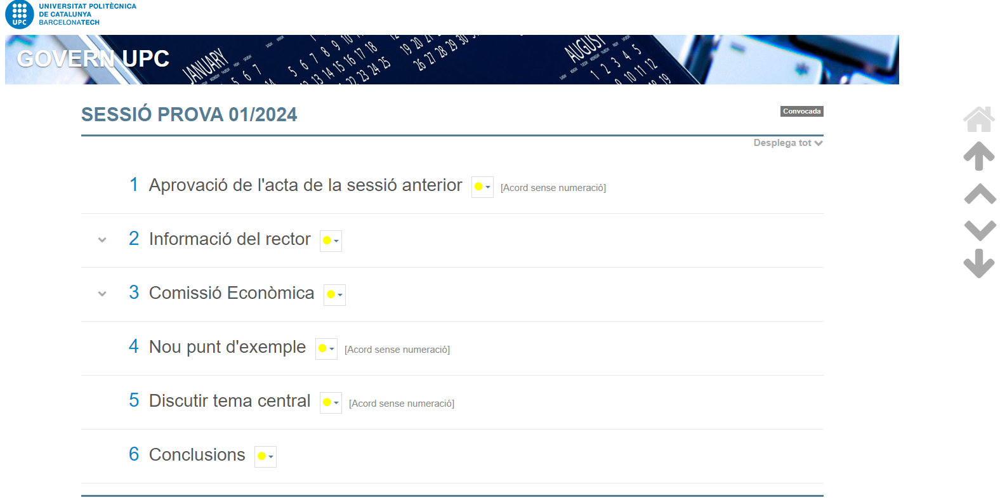 UNIVERSITAT POLITÈCNICA
DE CATALUNYA
BARCELONATECH
UPC
GOVERN UPC
JANUARY
AUGUST
SESSIÓ PROVA 01/2024
Convocada
Desplega tot
1 Aprovació de l'acta de la sessió anterior [Acord sense numeració]
2 Informació del rector
3 Comissió Econòmica
4 Nou punt d'exemple [Acord sense numeració]
5 Discutir tema central [Acord sense numeració]
6 Conclusions